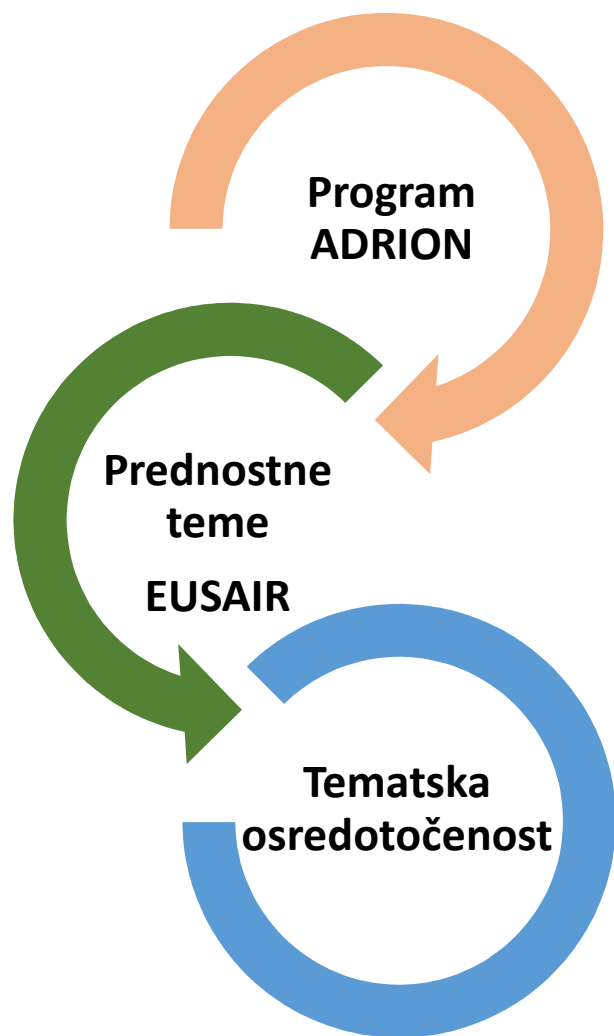 Program
ADRION
Prednostne
teme
EUSAIR
Tematska
osredotočenost